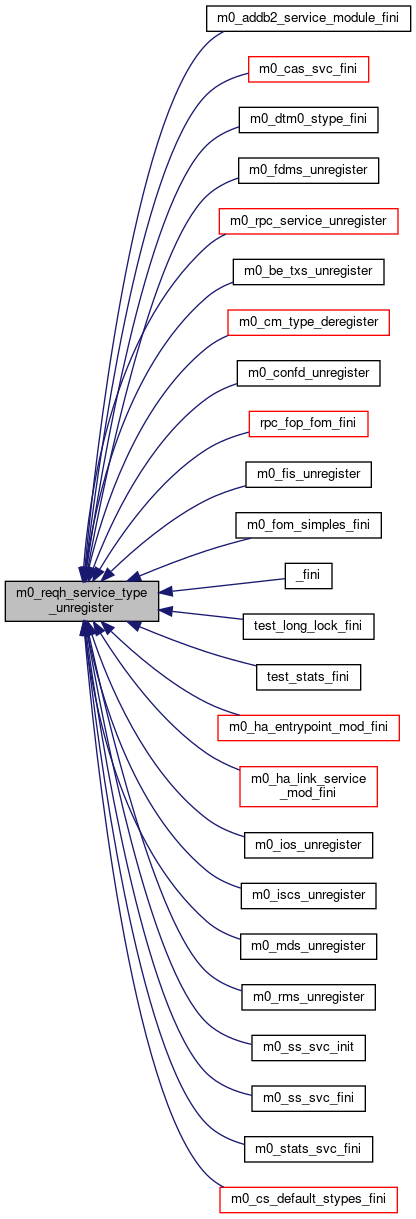 m0_addb2_service_module_fini
m0_cas_svc_fini
m0_dtm0_stype_fini
m0_fdms_unregister
m0_rpc_service_unregister
m0_be_txs_unregister
m0_cm_type_deregister
m0_confd_unregister
rpc_fop_fom_fini
m0_fis_unregister
m0_fom_simples_fini
_fini
m0_reqh_service_type
_unregister
test_long_lock_fini
test_stats_fini
m0_ha_entrypoint_mod_fini
m0_ha_link_service
_mod_fini
m0_ios_unregister
m0_iscs_unregister
m0_mds_unregister
m0_rms_unregister
m0_ss_svc_init
m0_ss_svc_fini
m0_stats_svc_fini
m0_cs_default_stypes_fini